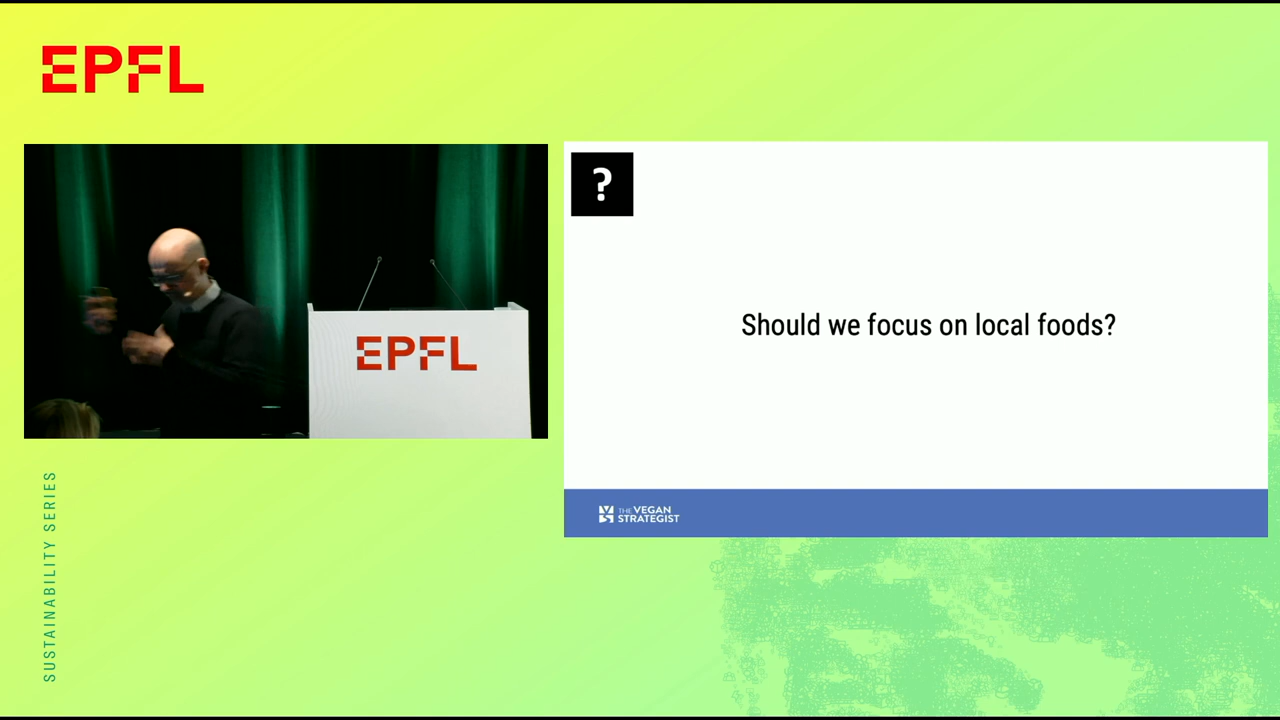 EPFL
?
Should we focus on local foods?
EPFL
THE VEGAN
STRATEGIST
SUSTAINABILITY SERIES